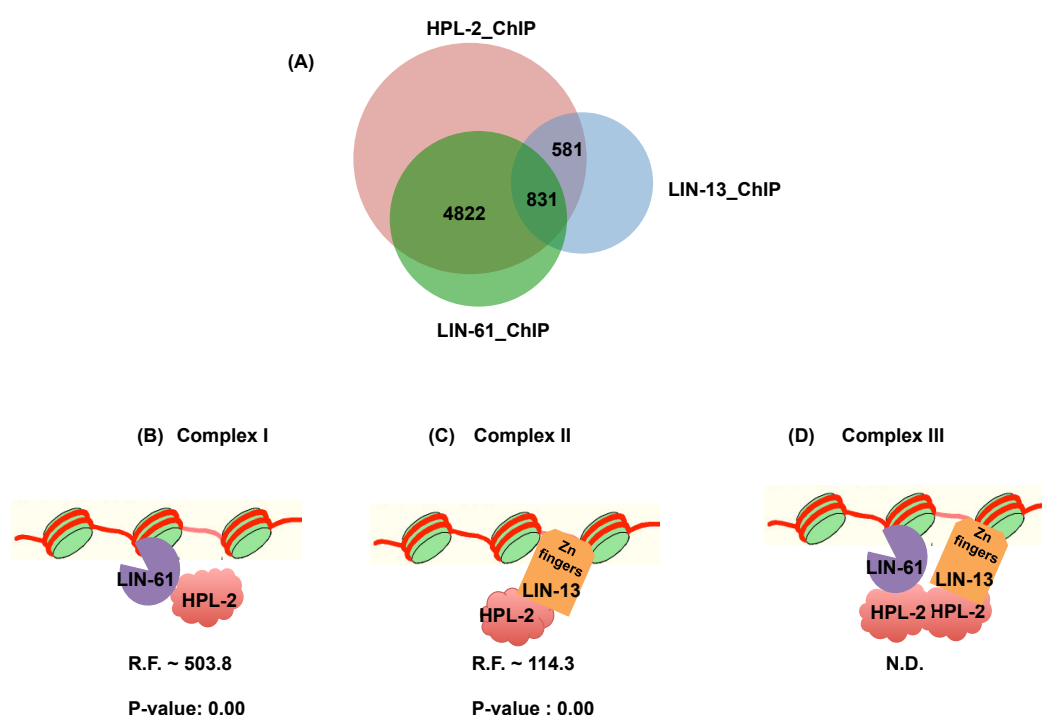 HPL-2_ChIP
(A)
581
LIN-13_ChIP
831
4822
LIN-61_ChIP
(B) Complex I
(C) Complex II
(D) Complex III
LIN-61
HPL-2
Zn
fingers
LIN-13
HPL-2
Zn
fingers
LIN-61
LIN-13
HPL-2
HPL-2
R.F. ~ 503.8
R.F. ~ 114.3
N.D.
P-value: 0.00
P-value : 0.00